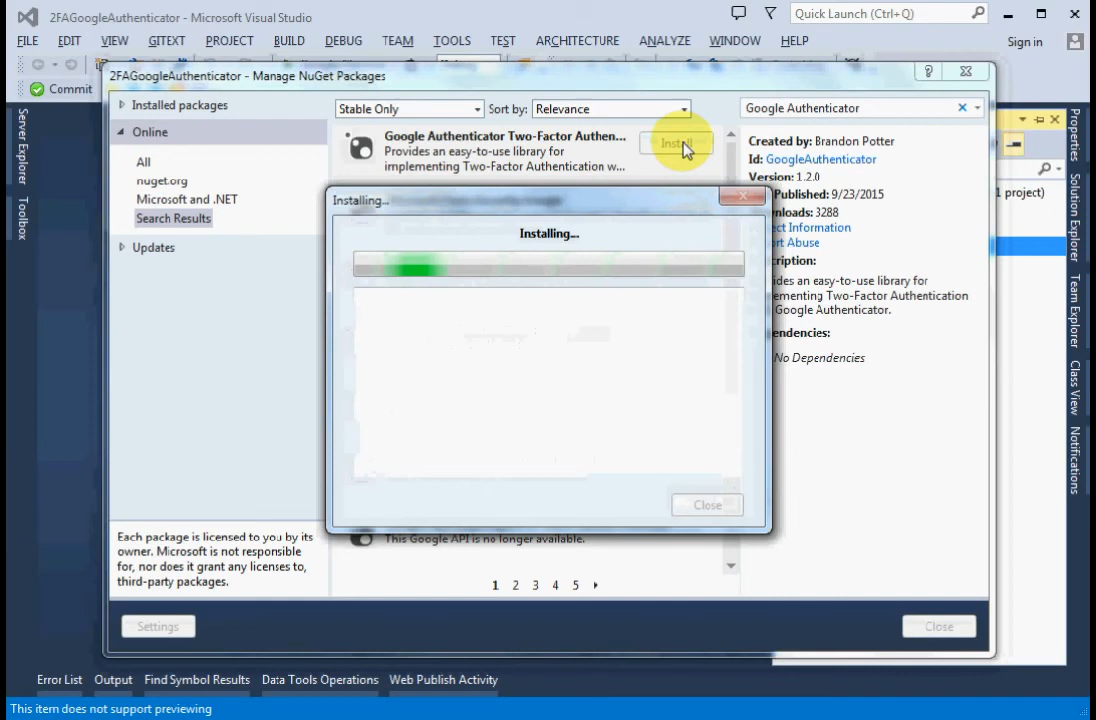 2FAGoogleAuthenticator - Microsoft Visual Studio
Quick Launch (Ctrl+Q)
FILE EDIT VIEW GITEXT PROJECT BUILD DEBUG TEAM TOOLS TEST ARCHITECTURE ANALYZE WINDOW HELP
Sign in
2FAGoogleAuthenticator - Manage NuGet Packages
Commit
Server Explorer
Toolbox
Installed packages
Online
All
nuget.org
Microsoft and .NET
Search Results
Updates
Each package is licensed to you by its
owner. Microsoft is not responsible
for, nor does it grant any licenses to,
third-party packages.
Settings
Stable Only
Sort by: Relevance
Google Authenticator Two-Factor Authen...
Provides an easy-to-use library for
implementing Two-Factor Authentication w...
Install
Installing...
Installing...
Close
This Google API is no longer available.
1 2 3 4 5
Google Authenticator
Created by: Brandon Potter
Id: GoogleAuthenticator
Version: 1.2.0
Published: 9/23/2015
nloads: 3288
ect Information
ort Abuse
cription:
ides an easy-to-use library for
ementing Two-Factor Authentication
Google Authenticator.
endencies:
No Dependencies
Close
1 project)
Properties
Solution Explorer
Team Explorer
Class View
Notifications
Error List Output Find Symbol Results Data Tools Operations Web Publish Activity
This item does not support previewing